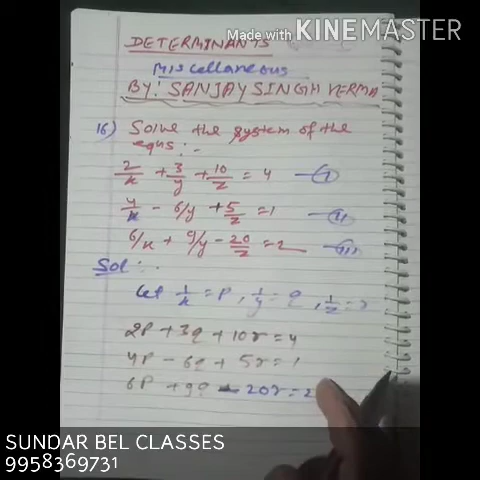 Made with KINEMASTER
DETERMINANTS
Miscellaneous
BY: SANJAY SINGH VERMA
16) Solve the system of the
eqns:-
2/x + 3/y + 10/z = 4 —(I)
4/x - 6/y + 5/z = 1 —(II)
6/x + 9/y - 20/z = 2 —(III)
Sol:-
Let 1/x = P, 1/y = q, 1/z = r
2P + 3q + 10r = 4
4P - 6q + 5r = 1
6P + 9q - 20r = 2
SUNDAR BEL CLASSES
9958369731